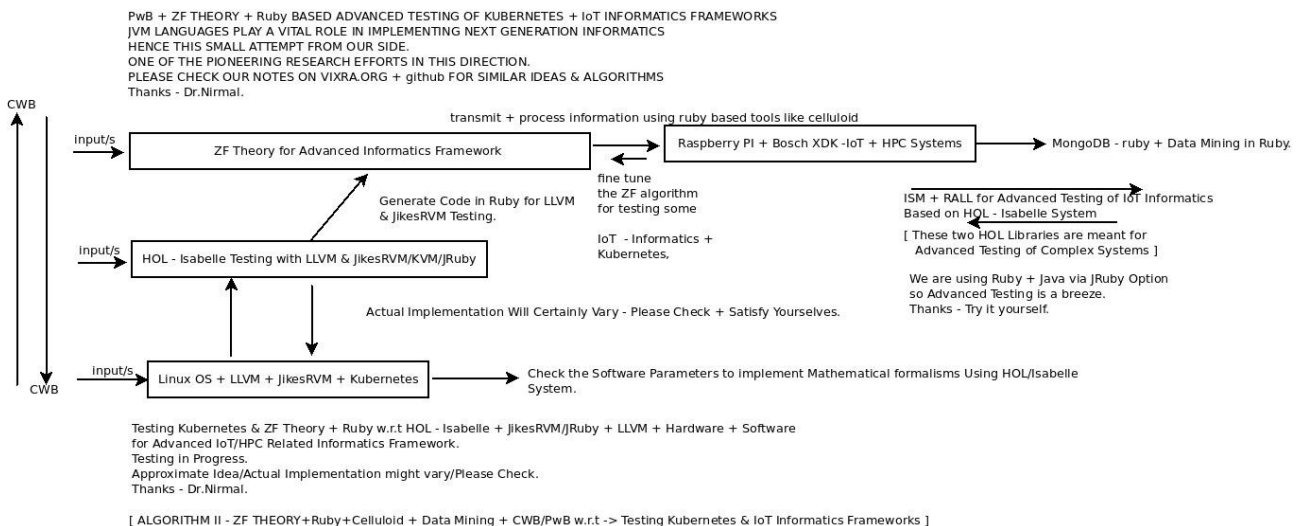 PwB + ZF THEORY + Ruby BASED ADVANCED TESTING OF KUBERNETES + IoT INFORMATICS FRAMEWORKS
JVM LANGUAGES PLAY A VITAL ROLE IN IMPLEMENTING NEXT GENERATION INFORMATICS
HENCE THIS SMALL ATTEMPT FROM OUR SIDE.
ONE OF THE PIONEERING RESEARCH EFFORTS IN THIS DIRECTION.
PLEASE CHECK OUR NOTES ON VIXRA.ORG + github FOR SIMILAR IDEAS & ALGORITHMS
Thanks - Dr.Nirmal.
CWB
transmit + process information using ruby based tools like celluloid
input/s
ZF Theory for Advanced Informatics Framework
Raspberry PI + Bosch XDK -IoT + HPC Systems
MongoDB - ruby + Data Mining in Ruby.
fine tune
the ZF algorithm
for testing some
IoT - Informatics +
Kubernetes,
Generate Code in Ruby for LLVM
& JikesRVM Testing.
ISM + RALL for Advanced Testing of IoT Informatics
Based on HOL - Isabelle System
[ These two HOL Libraries are meant for
Advanced Testing of Complex Systems ]
We are using Ruby + Java via JRuby Option
so Advanced Testing is a breeze.
Thanks - Try it yourself.
input/s
HOL - Isabelle Testing with LLVM & JikesRVM/KVM/JRuby
Actual Implementation Will Certainly Vary - Please Check + Satisfy Yourselves.
input/s
CWB
Linux OS + LLVM + JikesRVM + Kubernetes
Check the Software Parameters to implement Mathematical formalisms Using HOL/Isabelle
System.
Testing Kubernetes & ZF Theory + Ruby w.r.t HOL - Isabelle + JikesRVM/JRuby + LLVM + Hardware + Software
for Advanced IoT/HPC Related Informatics Framework.
Testing in Progress.
Approximate Idea/Actual Implementation might vary/Please Check.
Thanks - Dr.Nirmal.
[ ALGORITHM II - ZF THEORY+Ruby+Celluloid + Data Mining + CWB/PwB w.r.t -> Testing Kubernetes & IoT Informatics Frameworks ]